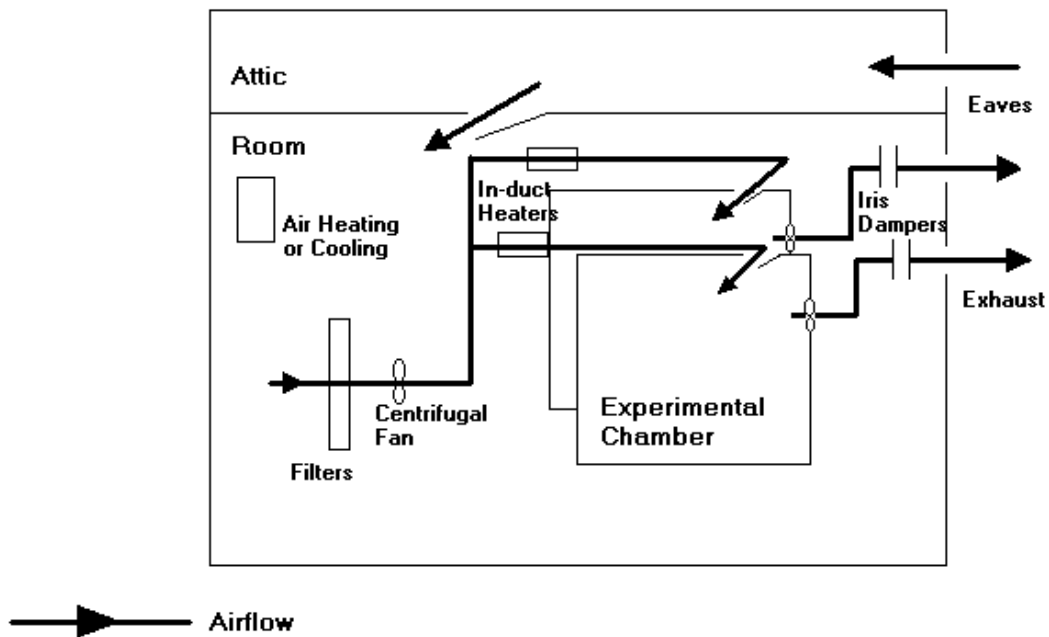 Attic
Eaves
Room
Air Heating
or Cooling
In-duct
Heaters
Iris
Dampers
Exhaust
Centrifugal
Fan
Experimental
Chamber
Filters
Airflow